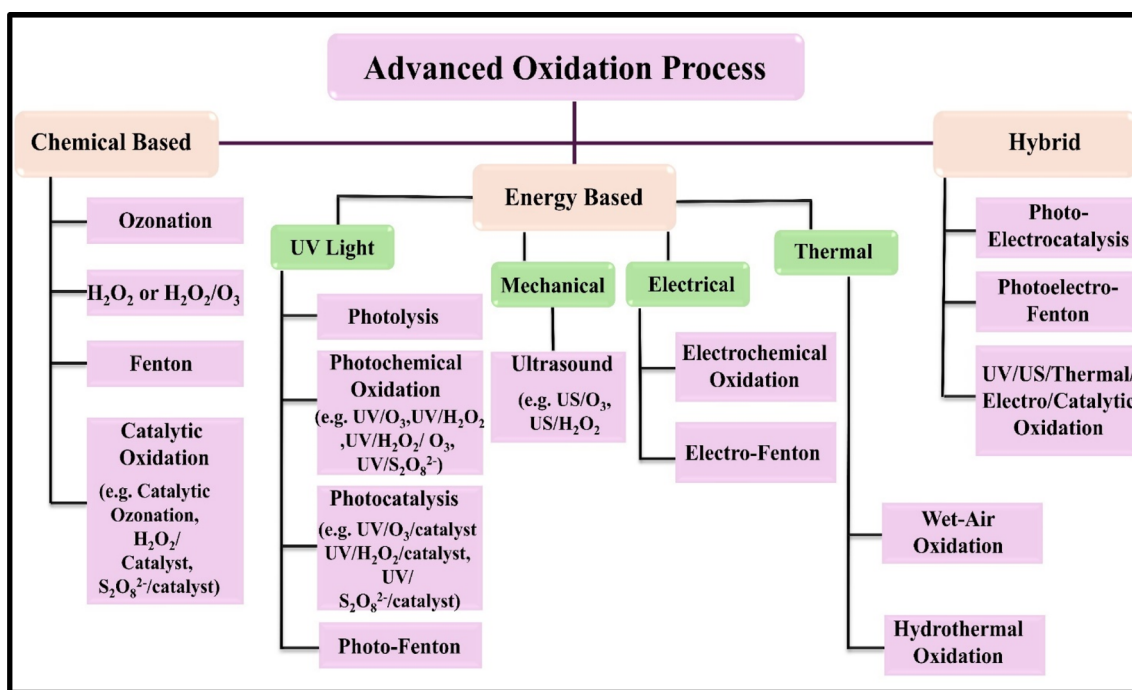 Advanced Oxidation Process
Chemical Based
Ozonation
H₂O₂ or H₂O₂/O₃
Fenton
Catalytic
Oxidation
(e.g. Catalytic
Ozonation,
H₂O₂/
Catalyst,
S₂O₈²⁻/catalyst)
Energy Based
UV Light
Photolysis
Photochemical
Oxidation
(e.g. UV/O₃,UV/H₂O₂
,UV/H₂O₂/ O₃,
UV/S₂O₈²⁻)
Photocatalysis
(e.g. UV/O₃/catalyst
UV/H₂O₂/catalyst,
UV/
S₂O₈²⁻/catalyst)
Photo-Fenton
Mechanical
Ultrasound
(e.g. US/O₃,
US/H₂O₂
Electrical
Electrochemical
Oxidation
Electro-Fenton
Thermal
Wet-Air
Oxidation
Hydrothermal
Oxidation
Hybrid
Photo-
Electrocatalysis
Photoelectro-
Fenton
UV/US/Thermal/
Electro/Catalytic
Oxidation